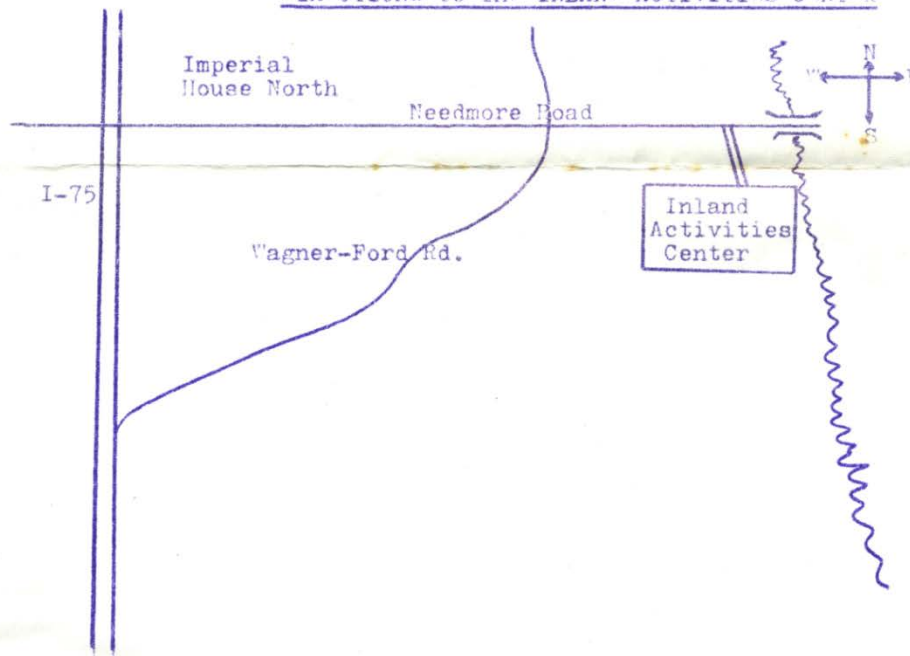 Imperial
House North
N
W
S
Needmore Road
I-75
Inland
Activities
Center
Wagner-Ford Rd.